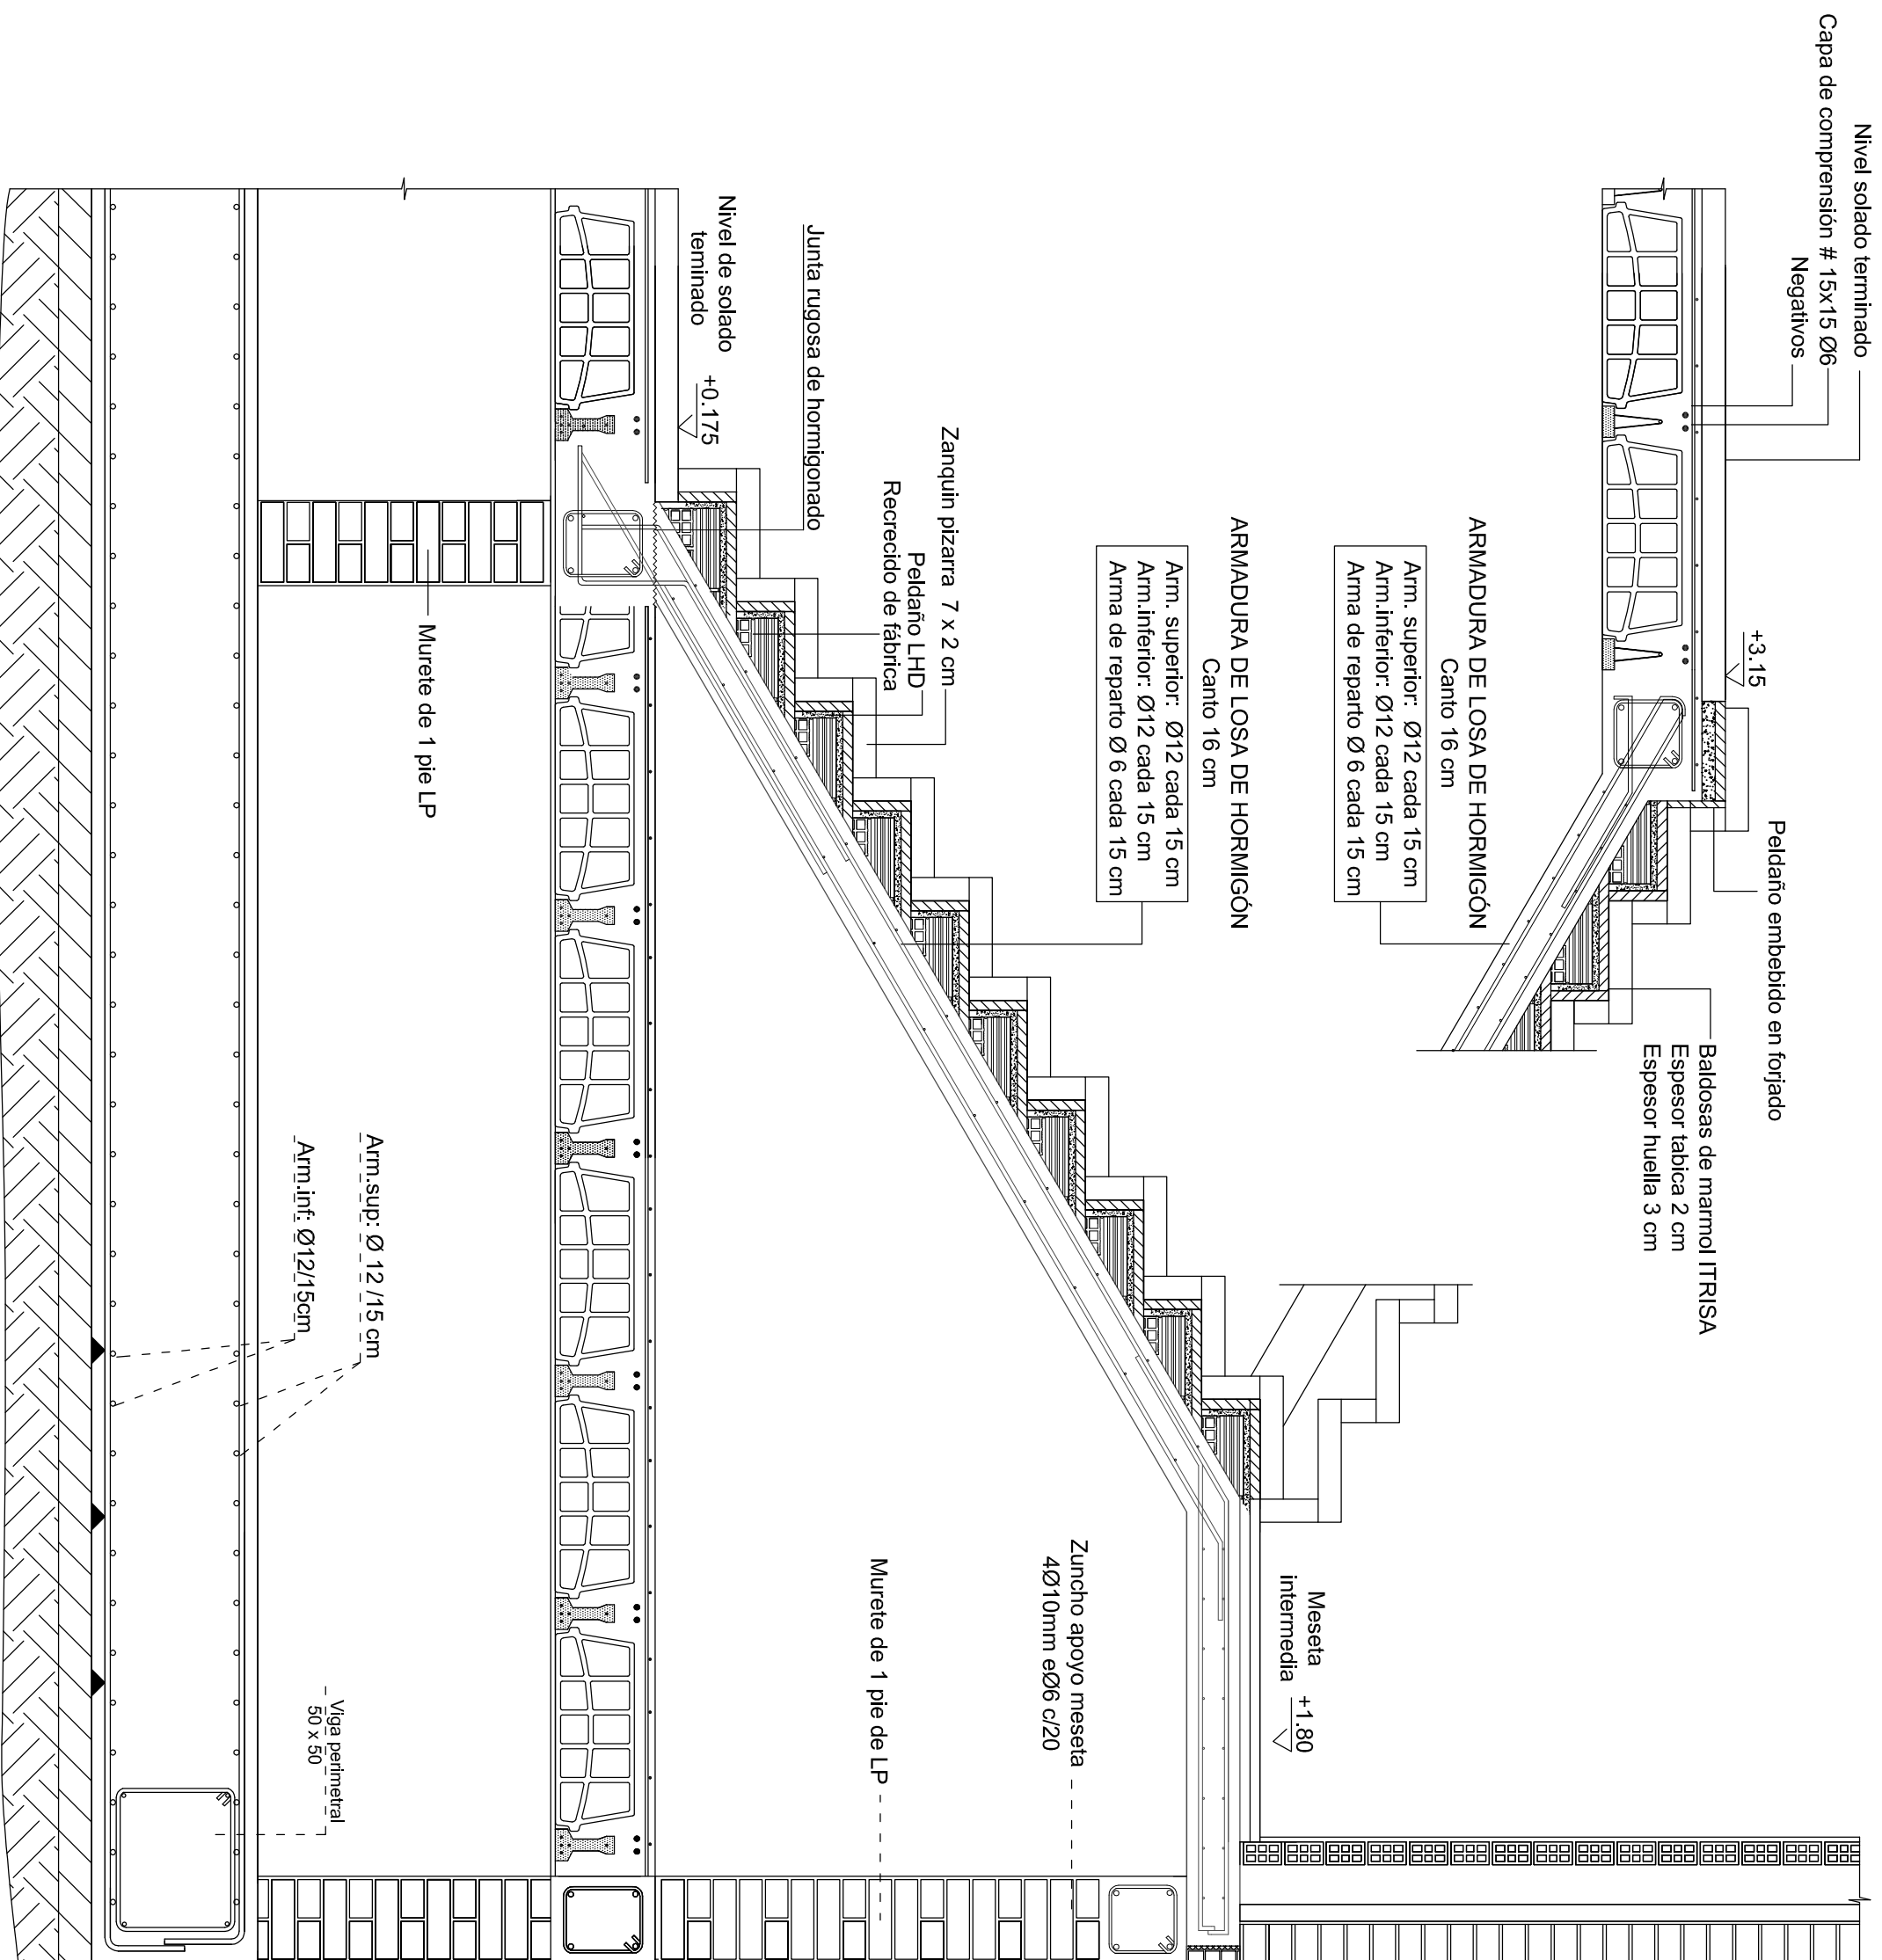 Nivel solado terminado
Capa de comprensión # 15x15 Ø6
Negativos
+3.15
Peldaño embebido en forjado
Baldosas de marmol ITRISA
Espesor tabica 2 cm
Espesor huella 3 cm
ARMADURA DE LOSA DE HORMIGÓN
Canto 16 cm
Arm. superior: Ø12 cada 15 cm
Arm.inferior: Ø12 cada 15 cm
Arma de reparto Ø 6 cada 15 cm
ARMADURA DE LOSA DE HORMIGÓN
Canto 16 cm
Arm. superior: Ø12 cada 15 cm
Arm.inferior: Ø12 cada 15 cm
Arma de reparto Ø 6 cada 15 cm
Meseta
intermedia
+1.80
Zuncho apoyo meseta
4Ø10mm eØ6 c/20
Murete de 1 pie de LP
Zanquin pizarra 7 x 2 cm
Peldaño LHD
Recrecido de fábrica
Junta rugosa de hormigonado
Nivel de solado
teminado
+0.175
Murete de 1 pie LP
Arm.sup: Ø 12 /15 cm
Arm.inf: Ø12/15cm
Viga perimetral
50 x 50